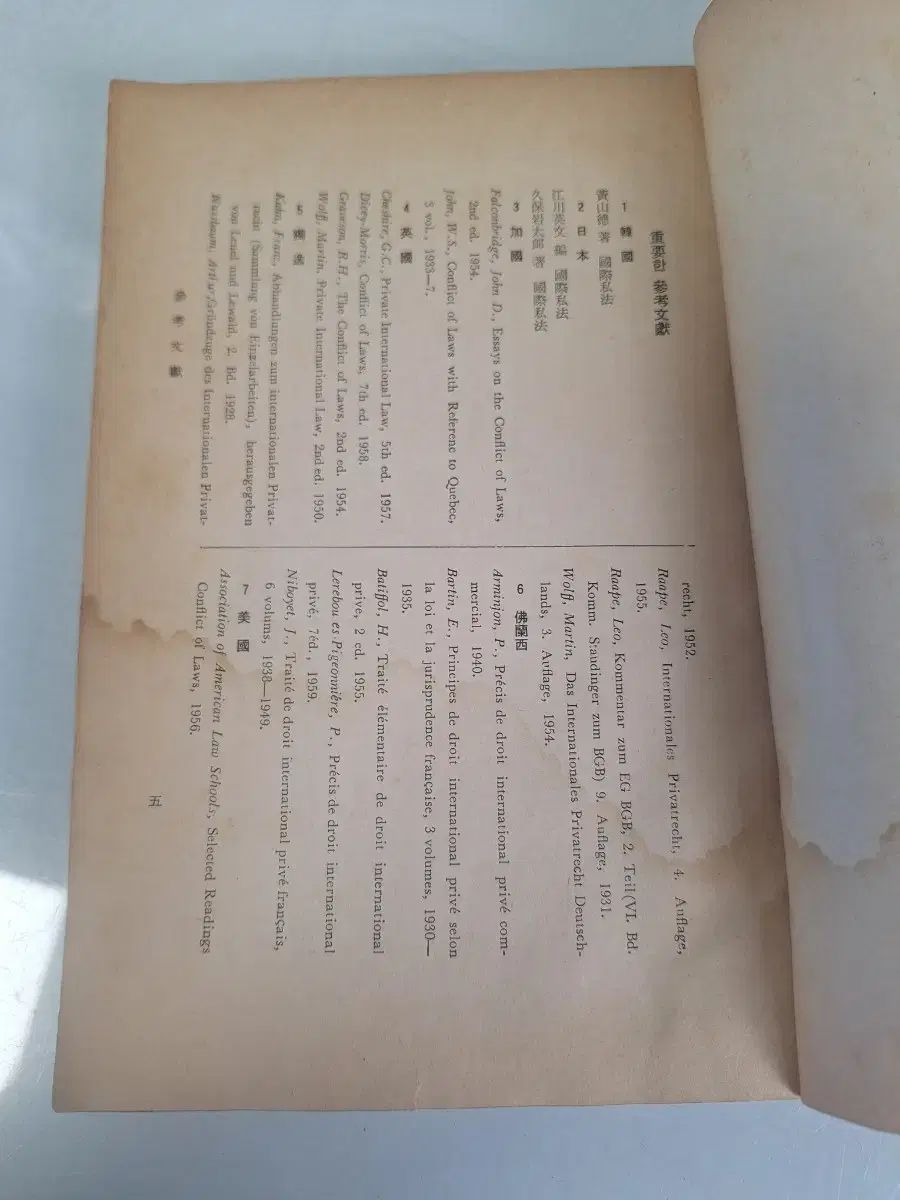 重要한 參考文獻
1 韓國
黃山德 著 國際私法
2 日本
江川英文 編 國際私法
久保岩太郎 著 國際私法
3 加國
Falconbridge, John D., Essays on the Conflict of Laws,
2nd ed. 1954.
John, W.S., Conflict of Laws with Referenc to Quebec,
3 vol., 1933—7.
4 英國
Cheshire, G.C., Private International Law, 5th ed. 1957.
Dicey-Morris, Conflict of Laws, 7th ed. 1958.
Graveson, R.H., The Conflict of Laws, 2nd ed. 1954.
Wolff, Martin, Private International Law, 2nd ed. 1950.
5
Kahn, Franz, Abhandlungen zum internationalen Privat-
recht (Sammlung von Einzelarbeiten), herausgegeben
von Lenel und Lewald, 2. Bd. 1928.
Nussbaum, Arthur, Gründzuge des Internationalen Privat-
參考文獻
recht, 1952.
Raape, Leo, Internationales Privatrecht, 4. Auflage,
1955.
Raape, Leo, Kommentar zum EG BGB, 2. Teil (VI. Bd.
Komm. Staudinger zum BGB) 9. Auflage, 1931.
Wolff, Martin, Das Internationales Privatrecht Deutsch-
lands, 3. Auflage, 1954.
6 佛蘭西
Arminjon, P., Précis de droit international privé com-
mercial, 1940.
Bartin, E., Principes de droit international privé selon
la loi et la jurisprudence française, 3 volumes, 1930—
1935.
Batiffol, H., Traité élémentaire de droit international
privé, 2 ed. 1955.
Lerebou es Pigeonnière, P., Précis de droit international
privé, 7éd., 1959.
Niboyet, J., Traité de droit international privé français,
6 volums. 1938—1949.
7 美國
Association of American Law Schools, Selected Readings
Conflict of Laws, 1956.
五